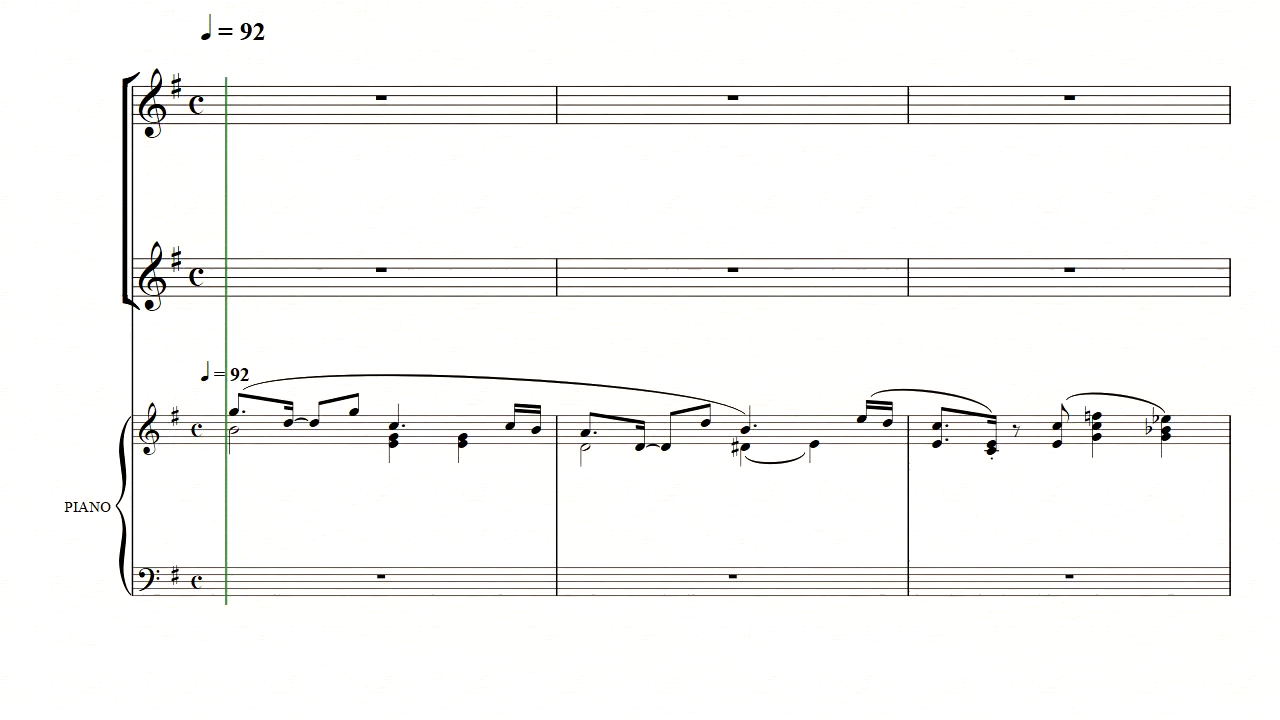 ♩ = 92
♩ = 92
PIANO